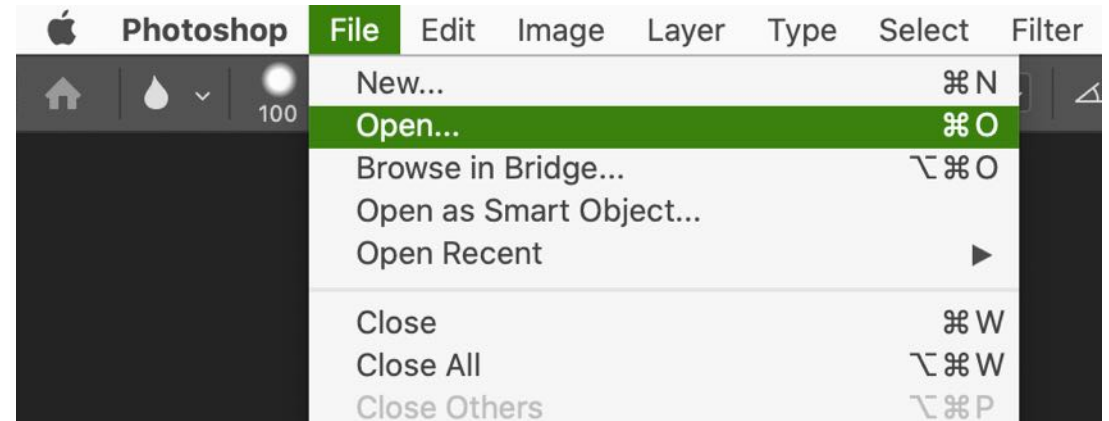 Photoshop File Edit Image Layer Type Select Filter
100
New... ⌘N
Open... ⌘O
Browse in Bridge... ⌥⌘O
Open as Smart Object...
Open Recent ▶
Close ⌘W
Close All ⌥⌘W
Close Others ⌥⌘P